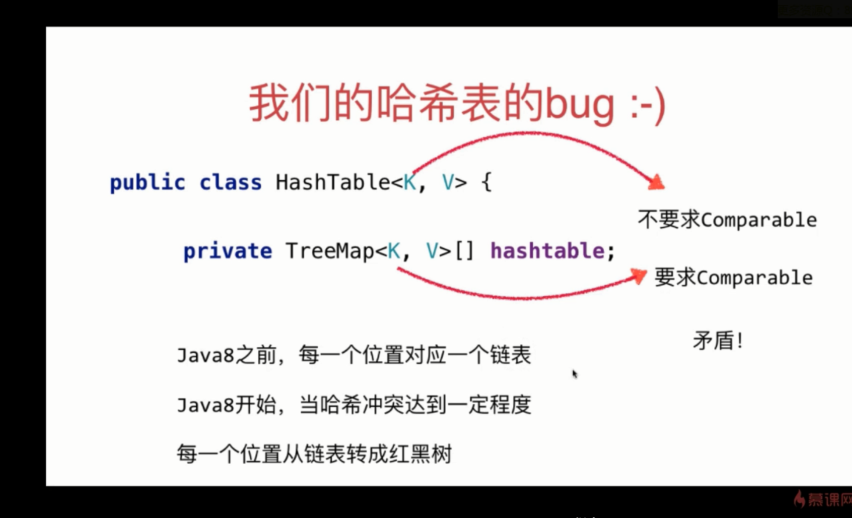 我们的哈希表的bug :-)
public class HashTable<K, V> {
不要求Comparable
private TreeMap<K, V>[] hashtable;
要求Comparable
矛盾！
Java8之前，每一个位置对应一个链表
Java8开始，当哈希冲突达到一定程度
每一个位置从链表转成红黑树
慕课网